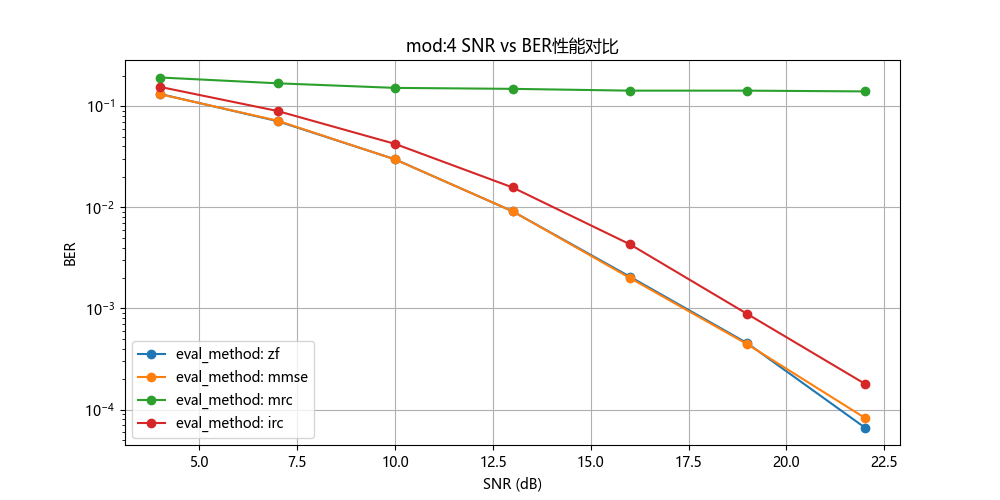 mod:4 SNR vs BER性能对比
BER
10⁻¹
10⁻²
10⁻³
10⁻⁴
eval_method: zf
eval_method: mmse
eval_method: mrc
eval_method: irc
5.0 7.5 10.0 12.5 15.0 17.5 20.0 22.5
SNR (dB)